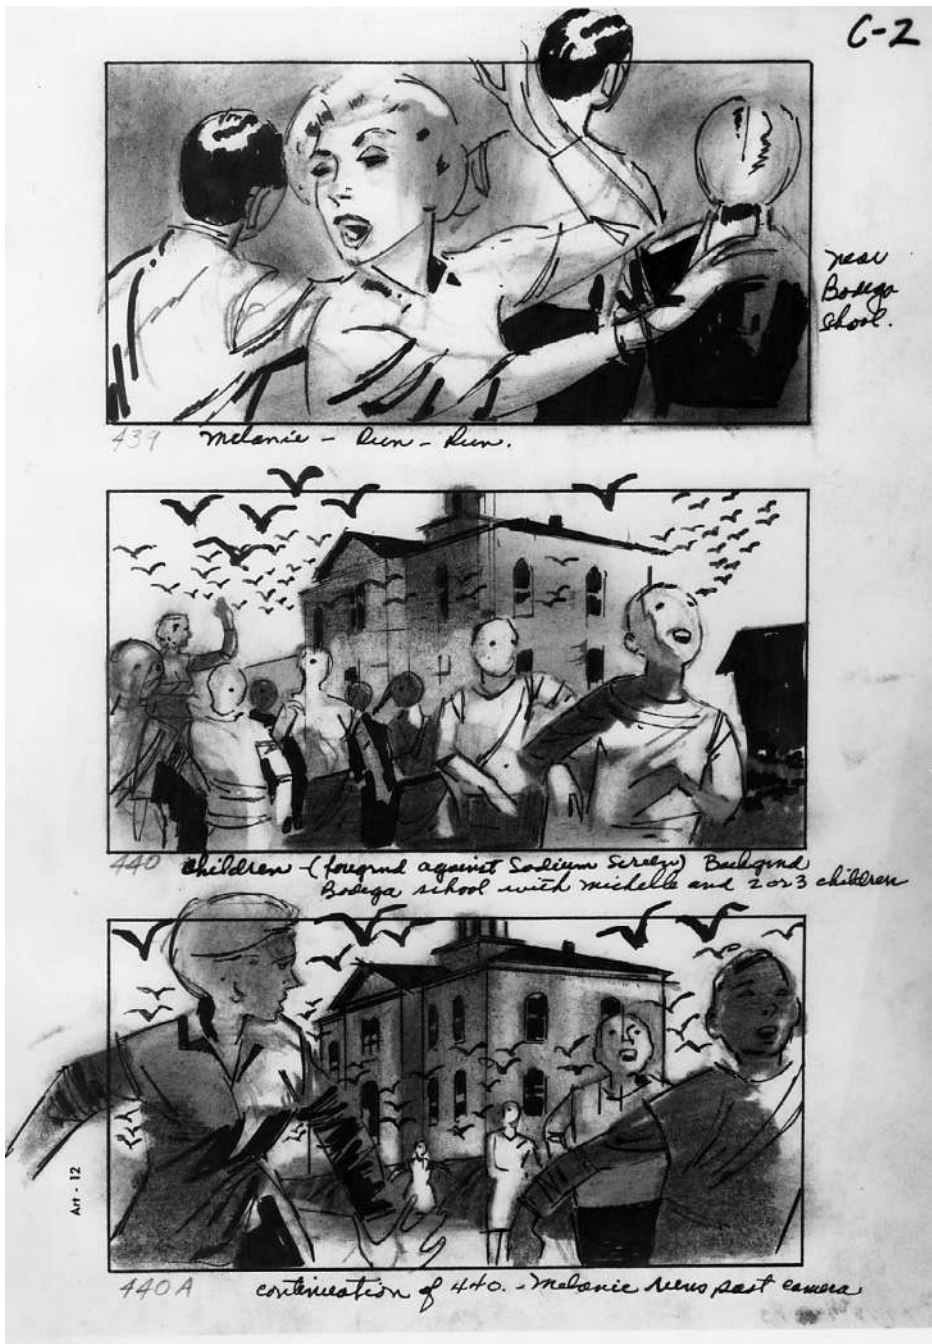 C-2
near
Bodega
school.
439 Melanie - Run - Run.
440 Children - (foregrnd against Sodium Screen) Backgrnd
Bodega school with michelle and 2 or 3 children
Art - 12
440 A continuation of 440. - Melanie runs past camera